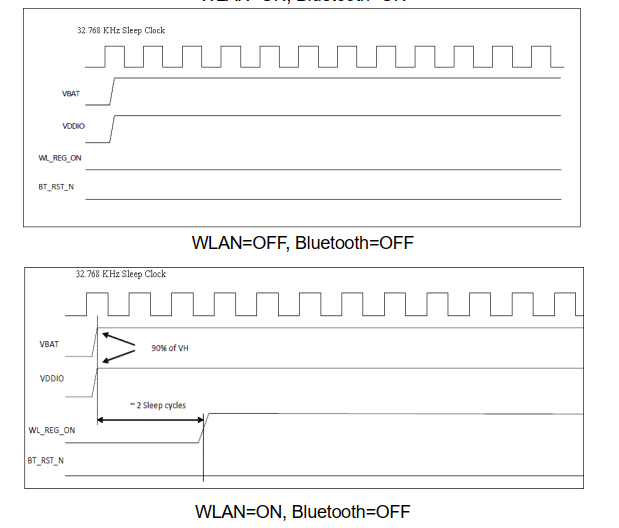 32.768 KHz Sleep Clock
VBAT
VDDIO
WL_REG_ON
BT_RST_N
WLAN=OFF, Bluetooth=OFF
32.768 KHz Sleep Clock
VBAT
90% of VH
VDDIO
~ 2 Sleep cycles
WL_REG_ON
BT_RST_N
WLAN=ON, Bluetooth=OFF